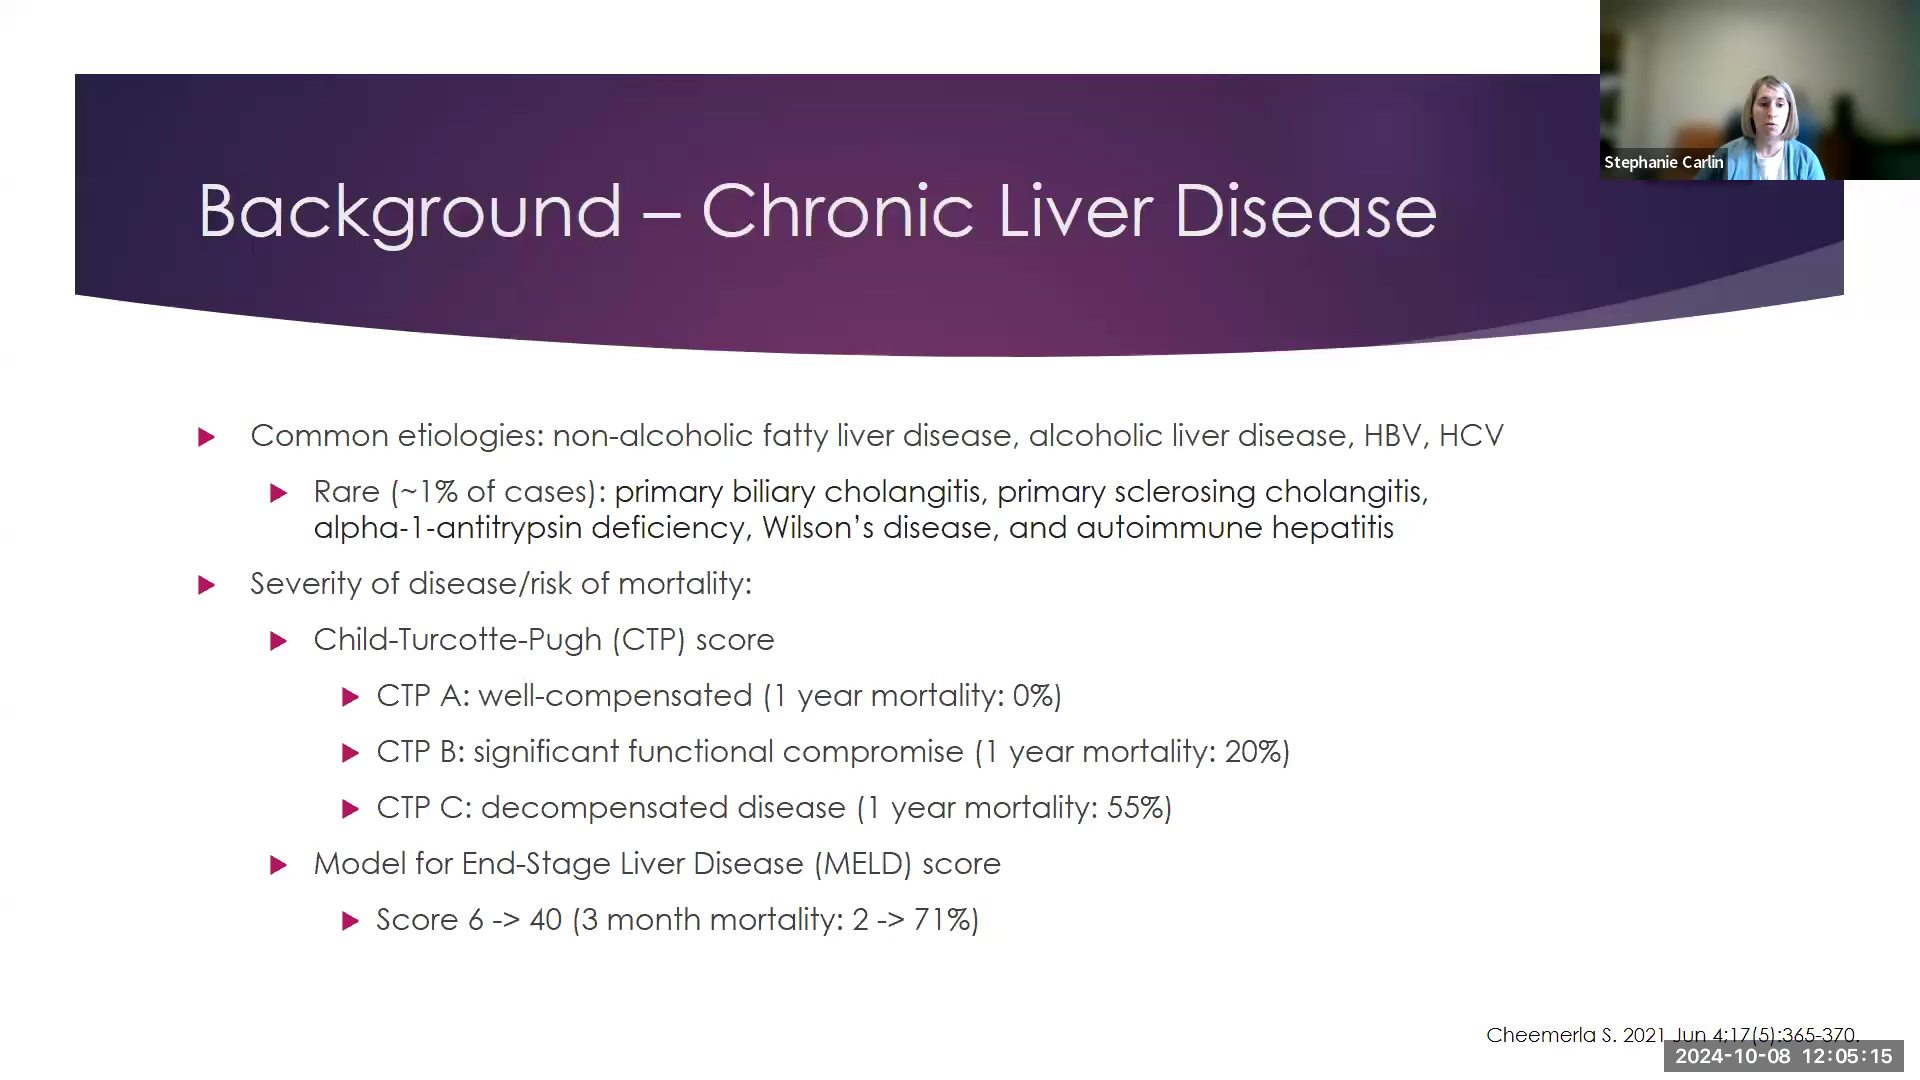 Stephanie Carlin
Background – Chronic Liver Disease
Common etiologies: non-alcoholic fatty liver disease, alcoholic liver disease, HBV, HCV
Rare (~1% of cases): primary biliary cholangitis, primary sclerosing cholangitis,
alpha-1-antitrypsin deficiency, Wilson’s disease, and autoimmune hepatitis
Severity of disease/risk of mortality:
Child-Turcotte-Pugh (CTP) score
CTP A: well-compensated (1 year mortality: 0%)
CTP B: significant functional compromise (1 year mortality: 20%)
CTP C: decompensated disease (1 year mortality: 55%)
Model for End-Stage Liver Disease (MELD) score
Score 6 -> 40 (3 month mortality: 2 -> 71%)
Cheemerla S. 2021 Jun 4;17(5):365-370.
2024-10-08 12:05:15